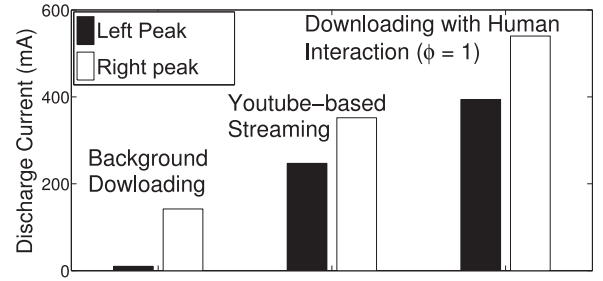 600
400
200
0
Discharge Current (mA)
Left Peak
Right peak
Downloading with Human
Interaction (ϕ = 1)
Youtube−based
Streaming
Background
Dowloading